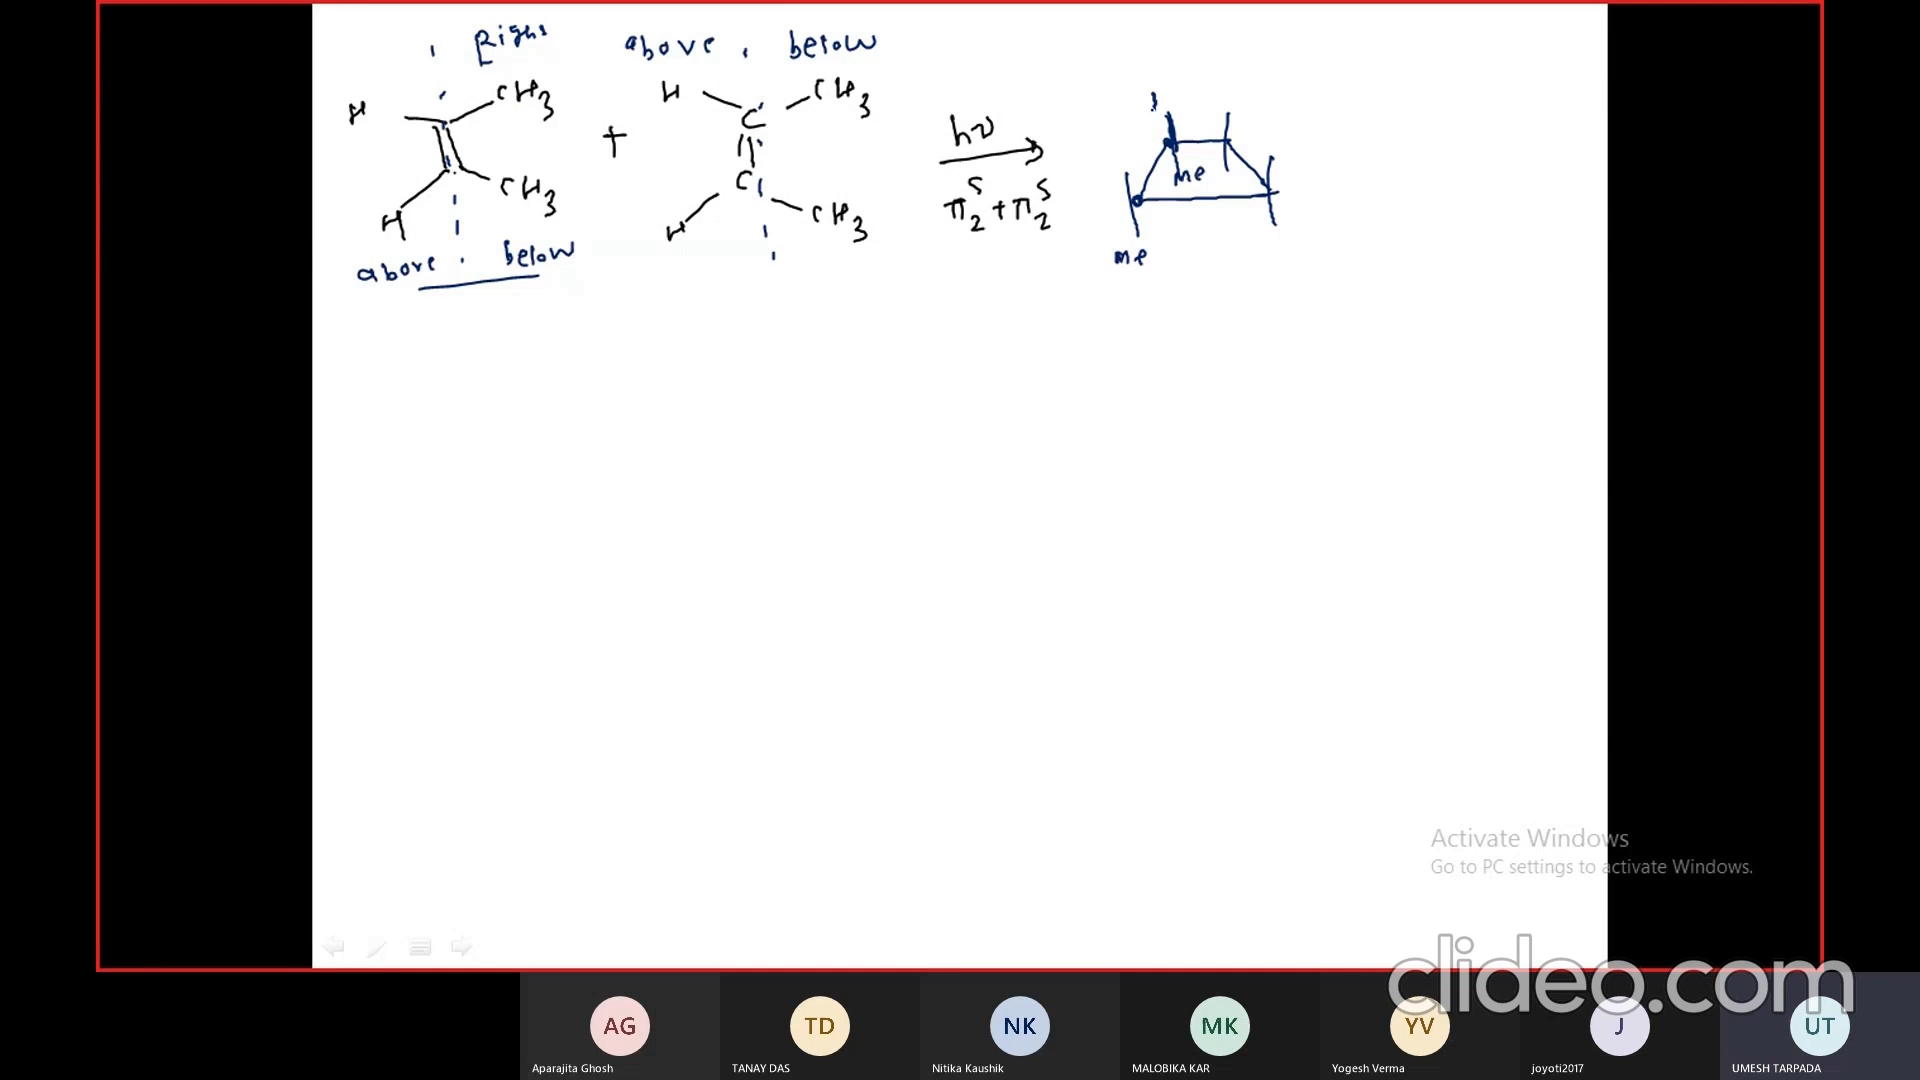 Right above , below
H CH3 + H C CH3 hν
H CH3 H C CH3 π2s + π2s me
me
above , below
Activate Windows
Go to PC settings to activate Windows.
clideo.com
AG TD NK MK YV J UT
Aparajita Ghosh TANAY DAS Nitika Kaushik MALOBIKA KAR Yogesh Verma joyoti2017 UMESH TARPADA